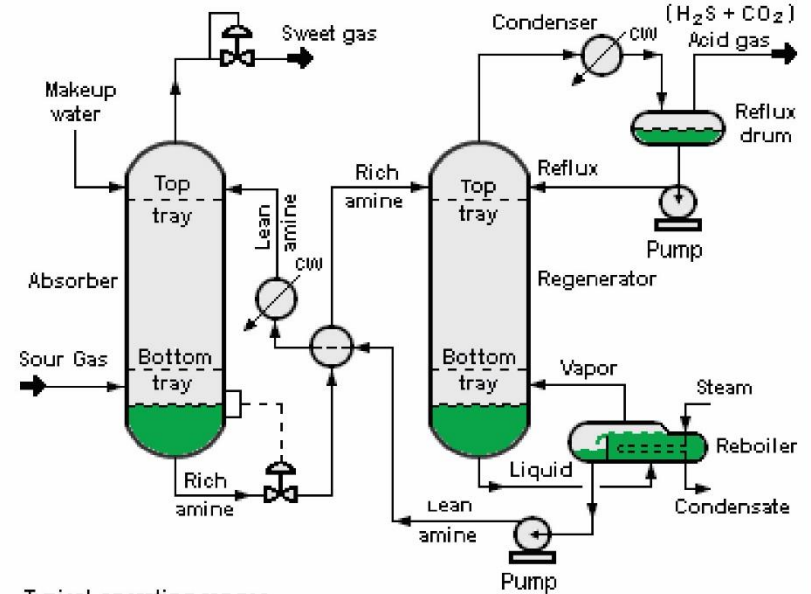 (H₂S + CO₂)
Acid gas
Condenser
CW
Sweet gas
Makeup
water
Reflux
drum
Rich
amine
Reflux
Top
tray
Lean
amine
Top
tray
Pump
CW
Absorber
Regenerator
Sour Gas
Bottom
tray
Bottom
tray
Vapor
Steam
Reboiler
Rich
amine
Liquid
Condensate
Lean
amine
Pump